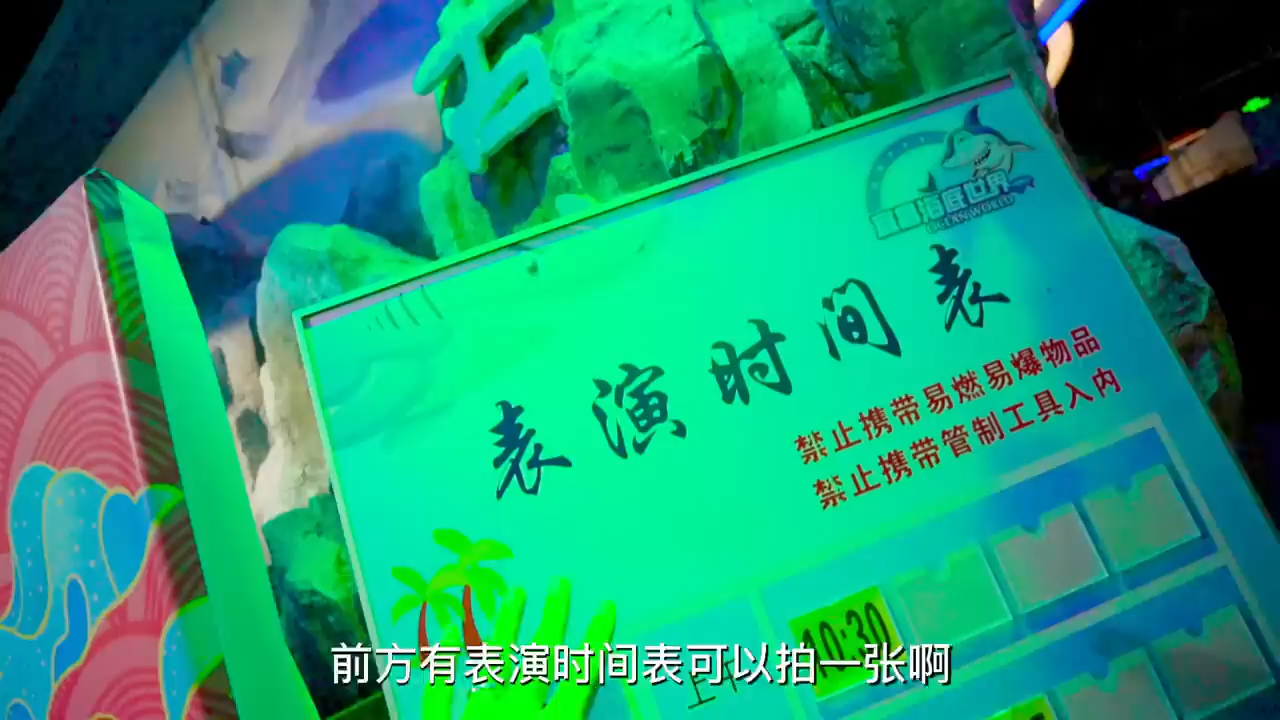 海底世界
OCEAN WORLD
表演时间表
禁止携带易燃易爆物品
禁止携带管制工具入内
10:30
前方有表演时间表可以拍一张啊